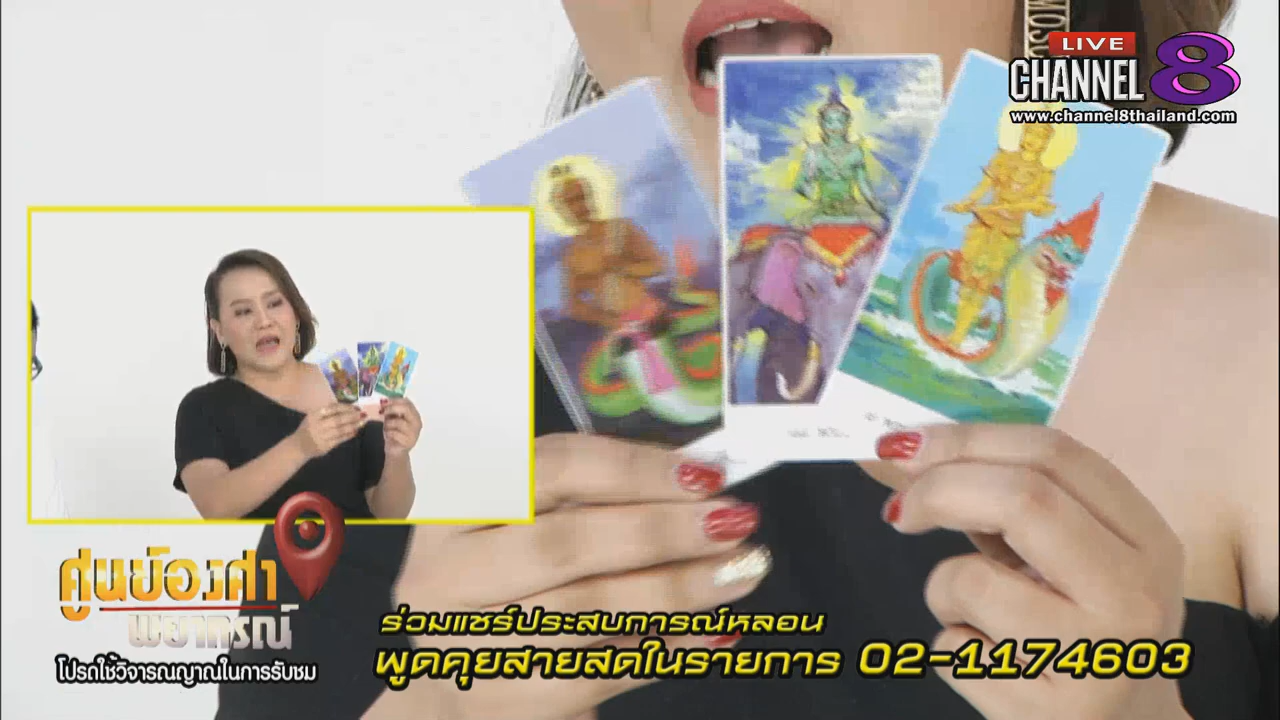 LIVE
CHANNEL 8
www.channel8thailand.com
ศูนย์องศา
พยากรณ์
โปรดใช้วิจารณญาณในการรับชม
ร่วมแชร์ประสบการณ์หลอน
พูดคุยสายสดในรายการ 02-1174603